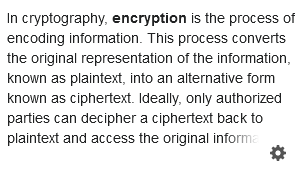 In cryptography, encryption is the process of
encoding information. This process converts
the original representation of the information,
known as plaintext, into an alternative form
known as ciphertext. Ideally, only authorized
parties can decipher a ciphertext back to
plaintext and access the original